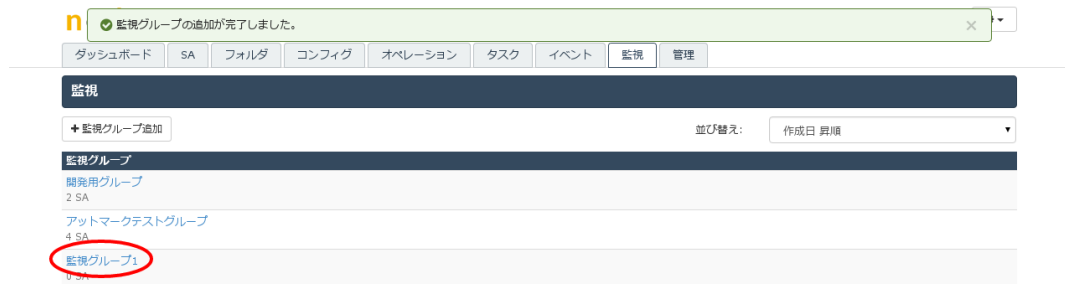 監視グループの追加が完了しました。
ダッシュボード SA フォルダ コンフィグ オペレーション タスク イベント 監視 管理
監視
監視グループ追加 並び替え: 作成日 昇順
監視グループ
開発用グループ
2 SA
アットマークテストグループ
4 SA
監視グループ1
0 SA